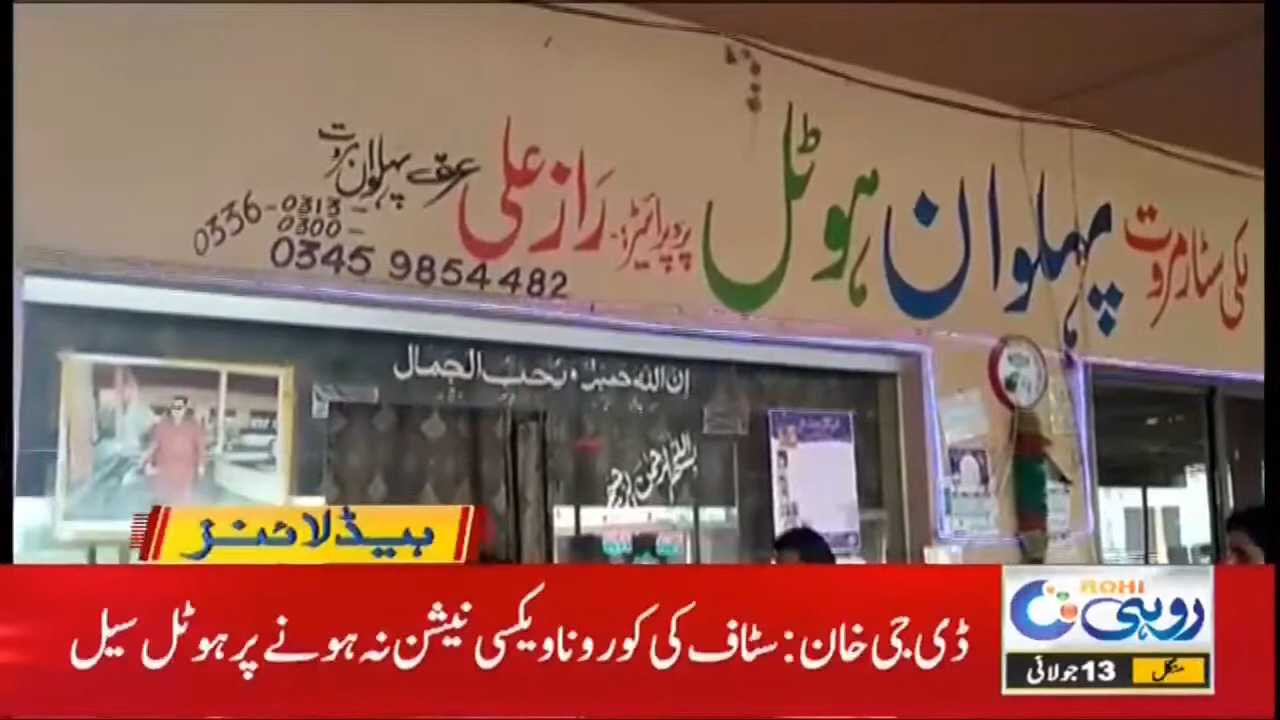 لکی سٹار مروت پہلوان ہوٹل
پروپرائیٹر: راز علی عرف پہلوان مروت
0336-0313-
0300-
0345 9854482
ان اللہ جمیل یحب الجمال
بسم اللہ الرحمن الرحیم
ہیڈلائنز
ڈی جی خان: سٹاف کی کورونا ویکسی نیشن نہ ہونے پر ہوٹل سیل
ROHI
روہی
منگل 13 جولائی